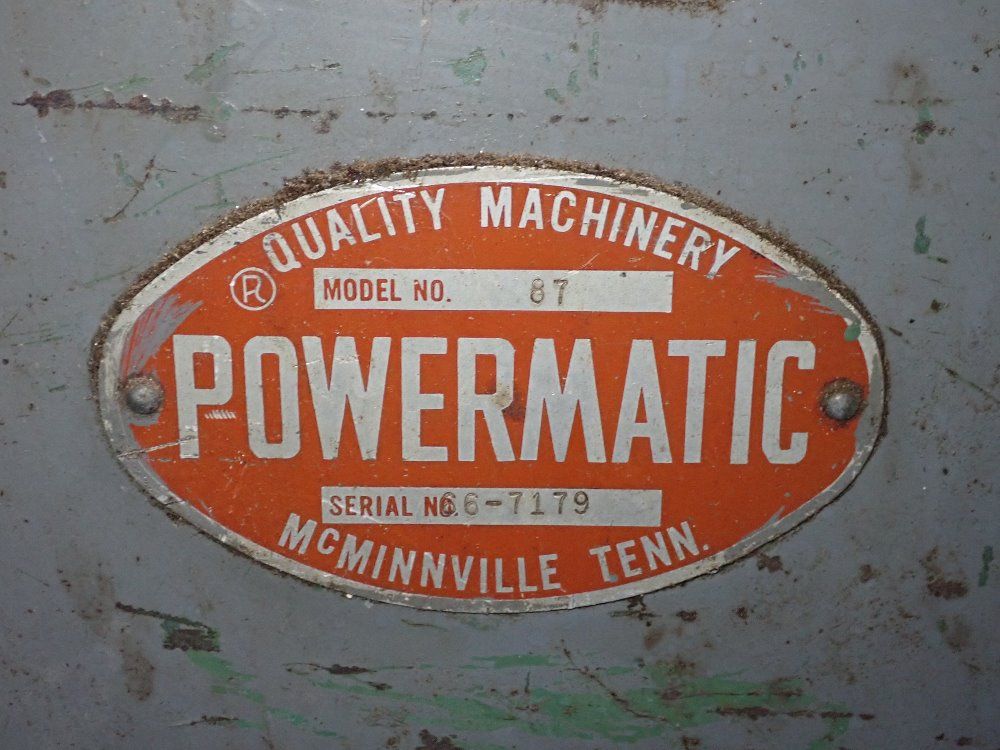 QUALITY MACHINERY
® MODEL NO. 87
POWERMATIC
SERIAL NO 66-7179
McMINNVILLE TENN.